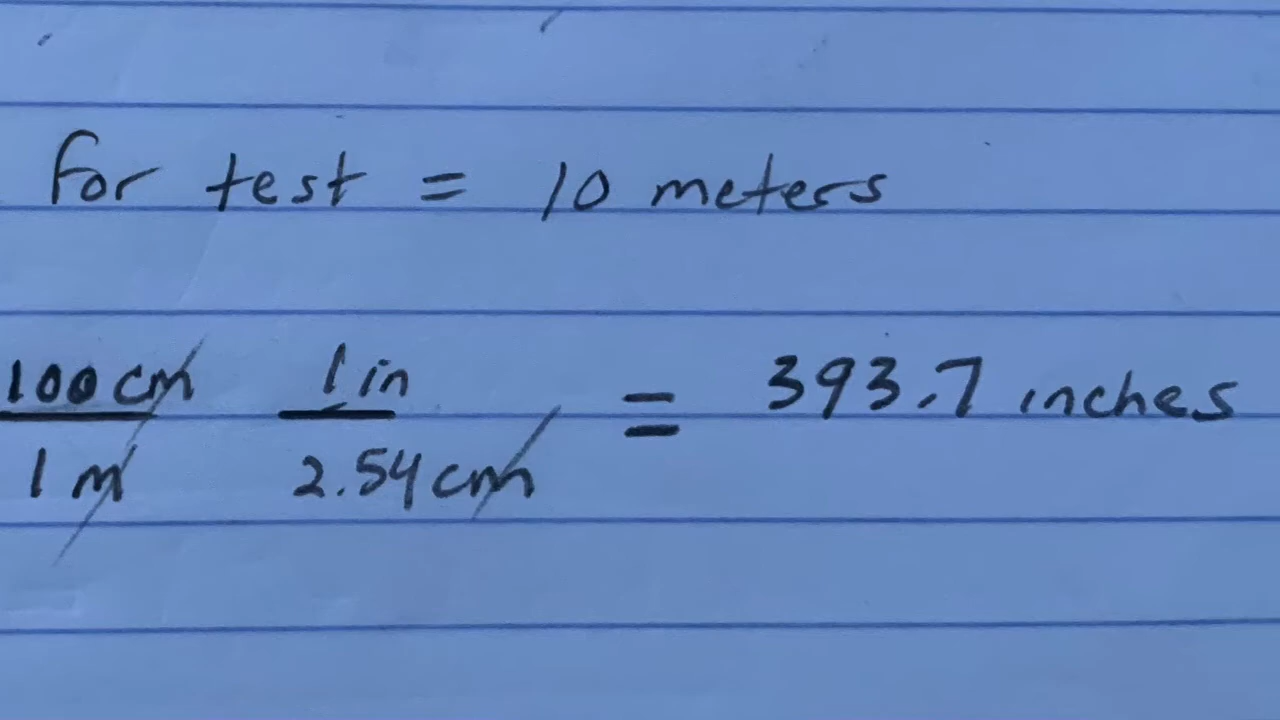 for test = 10 meters
100 cm 1 in
= 393.7 inches
1 m 2.54 cm